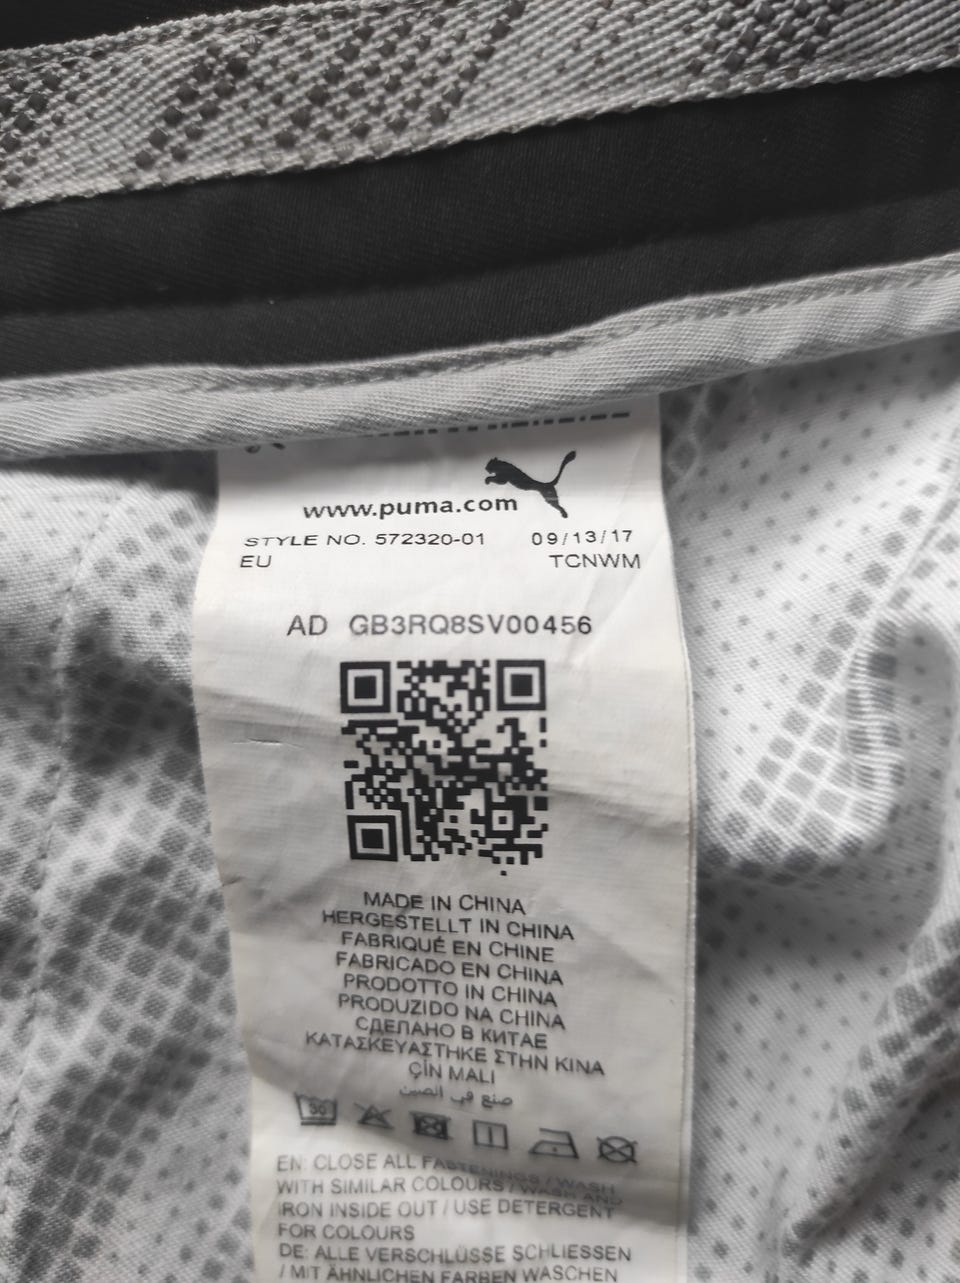 www.puma.com
STYLE NO. 572320-01 09/13/17
EU TCNWM
AD GB3RQ8SV00456
MADE IN CHINA
HERGESTELLT IN CHINA
FABRIQUÉ EN CHINE
FABRICADO EN CHINA
PRODOTTO IN CHINA
PRODUZIDO NA CHINA
СДЕЛАНО В КИТАЕ
ΚΑΤΑΣΚΕΥΑΣΤΗΚΕ ΣΤΗΝ ΚΙΝΑ
ÇİN MALI
صنع في الصين
30
EN: CLOSE ALL FASTENINGS / WASH
WITH SIMILAR COLOURS / WASH AND
IRON INSIDE OUT / USE DETERGENT
FOR COLOURS
DE: ALLE VERSCHLÜSSE SCHLIESSEN
/ MIT ÄHNLICHEN FARBEN WASCHEN